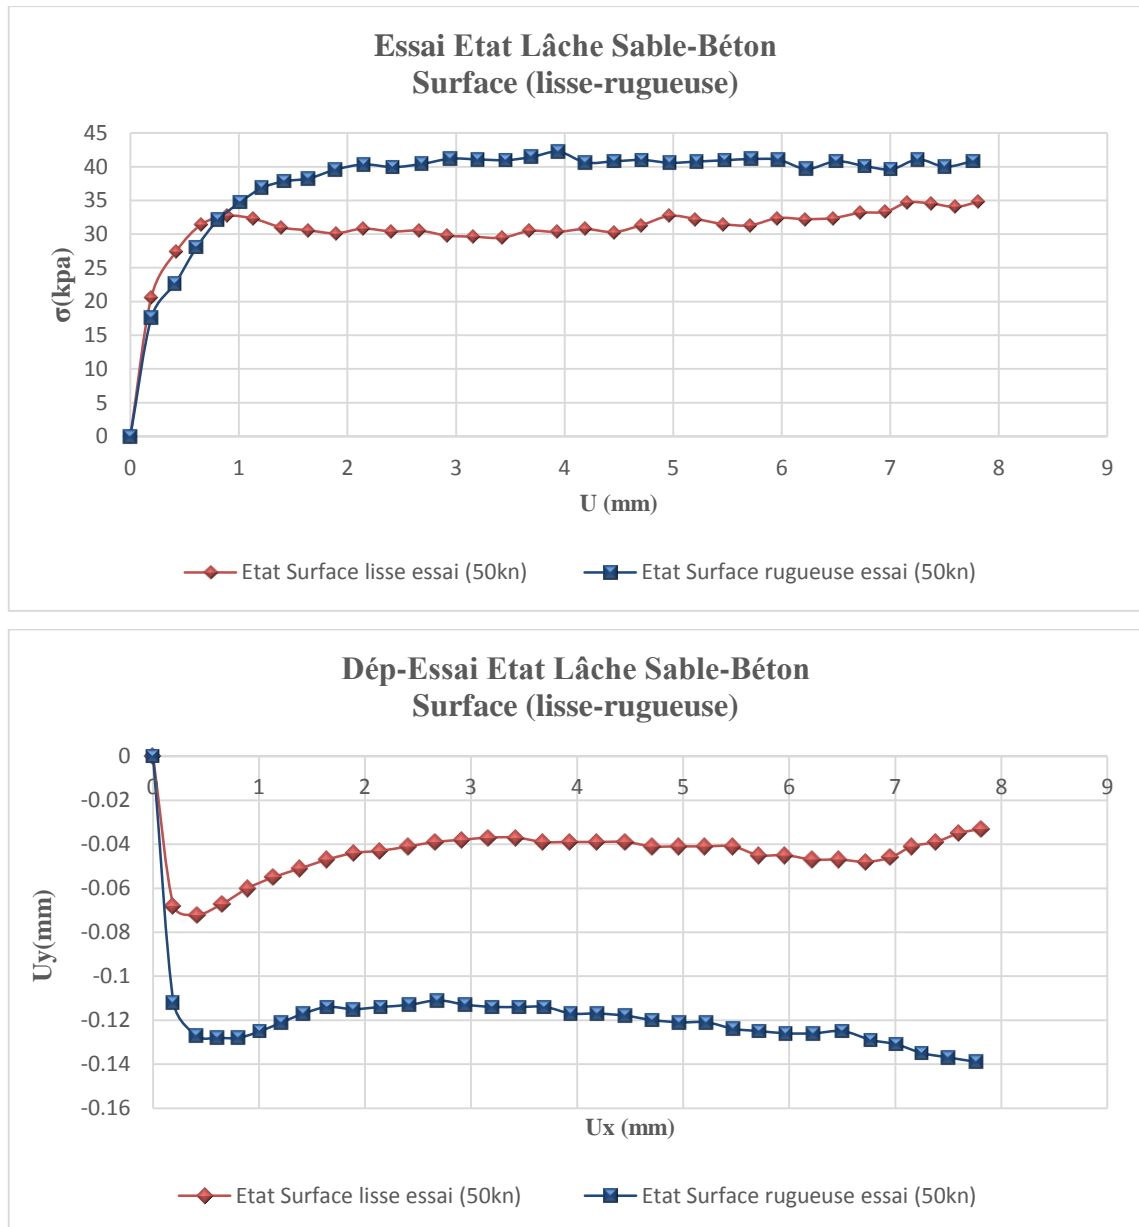 Essai Etat Lâche Sable-Béton
Surface (lisse-rugueuse)
45
40
35
30
25
20
15
10
5
0
σ(kpa)
0 1 2 3 4 5 6 7 8 9
U (mm)
Etat Surface lisse essai (50kn) Etat Surface rugueuse essai (50kn)
Dép-Essai Etat Lâche Sable-Béton
Surface (lisse-rugueuse)
0
0 1 2 3 4 5 6 7 8 9
-0.02
-0.04
-0.06
-0.08
-0.1
-0.12
-0.14
-0.16
Uy(mm)
Ux (mm)
Etat Surface lisse essai (50kn) Etat Surface rugueuse essai (50kn)